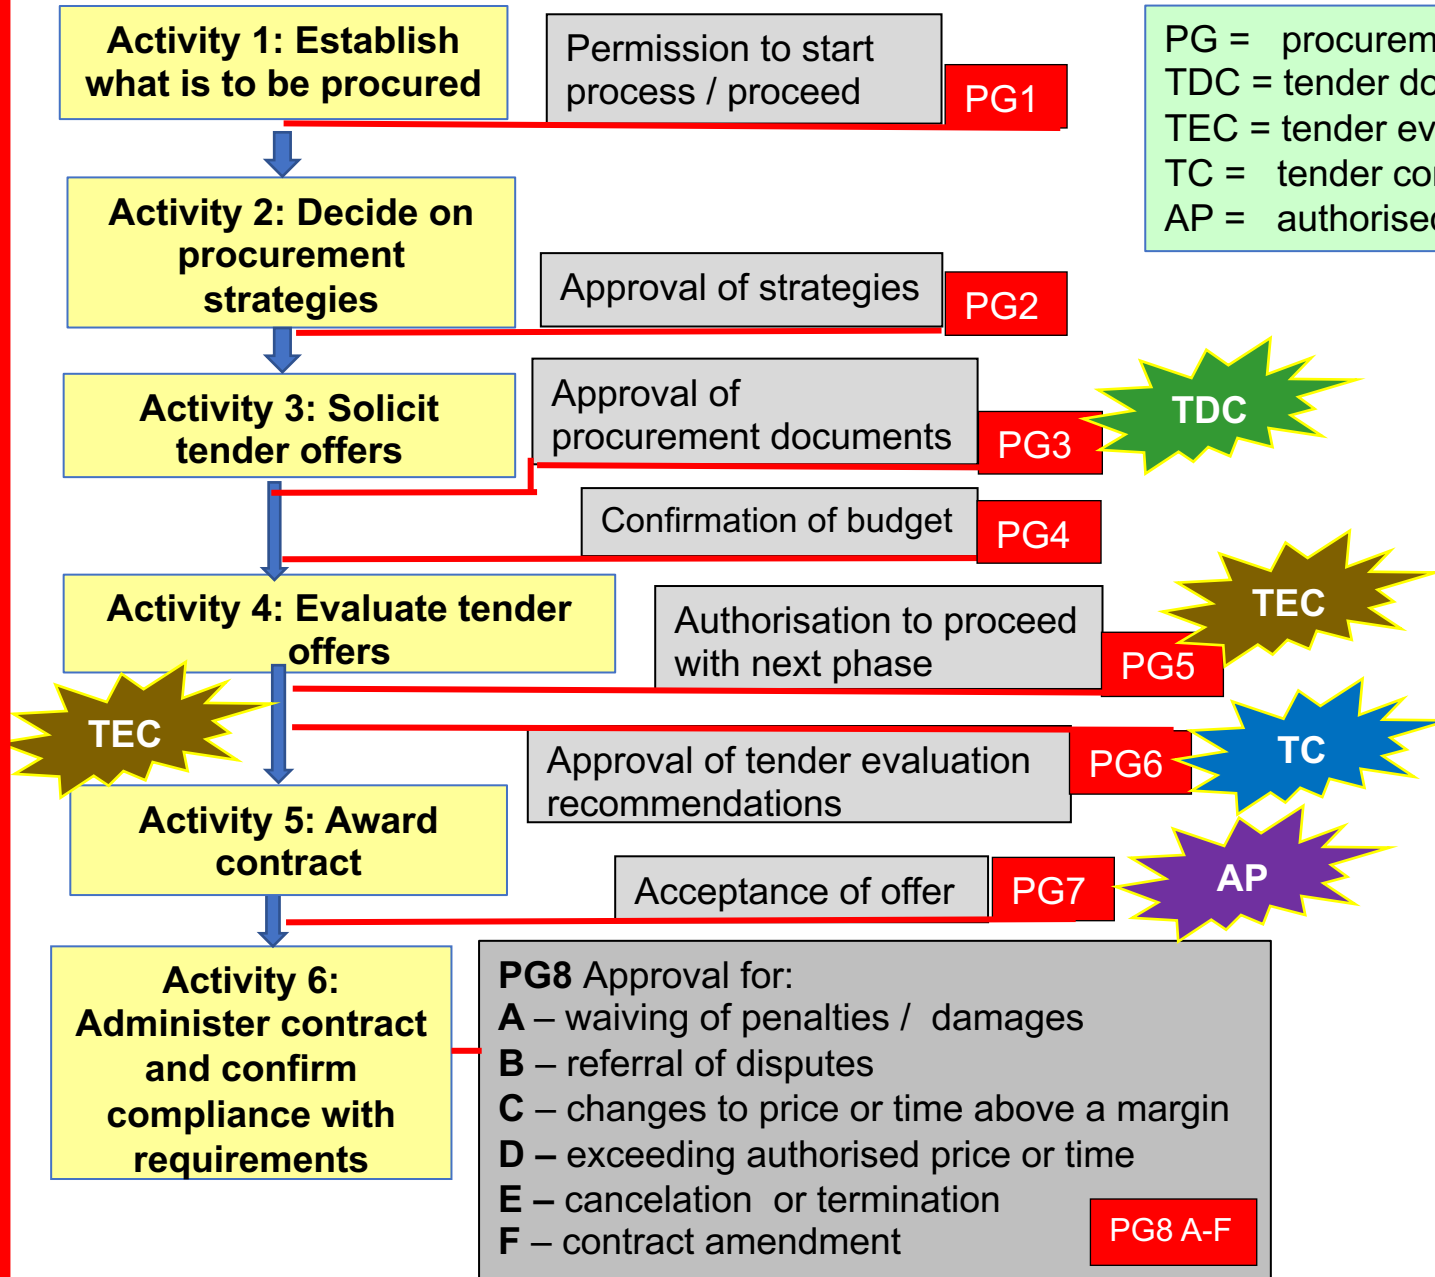 Activity 1: Establish
what is to be procured
Permission to start
process / proceed
PG1
PG =   procurem
TDC = tender do
TEC = tender ev
TC =   tender co
AP =   authorise
Activity 2: Decide on
procurement
strategies
Approval of strategies
PG2
Activity 3: Solicit
tender offers
Approval of
procurement documents
PG3
TDC
Confirmation of budget
PG4
Activity 4: Evaluate tender
offers
Authorisation to proceed
with next phase
PG5
TEC
TEC
Approval of tender evaluation
recommendations
PG6
TC
Activity 5: Award
contract
Acceptance of offer
PG7
AP
Activity 6:
Administer contract
and confirm
compliance with
requirements
PG8 Approval for:
A – waiving of penalties /  damages
B – referral of disputes
C – changes to price or time above a margin
D – exceeding authorised price or time
E – cancelation  or termination
F – contract amendment
PG8 A-F